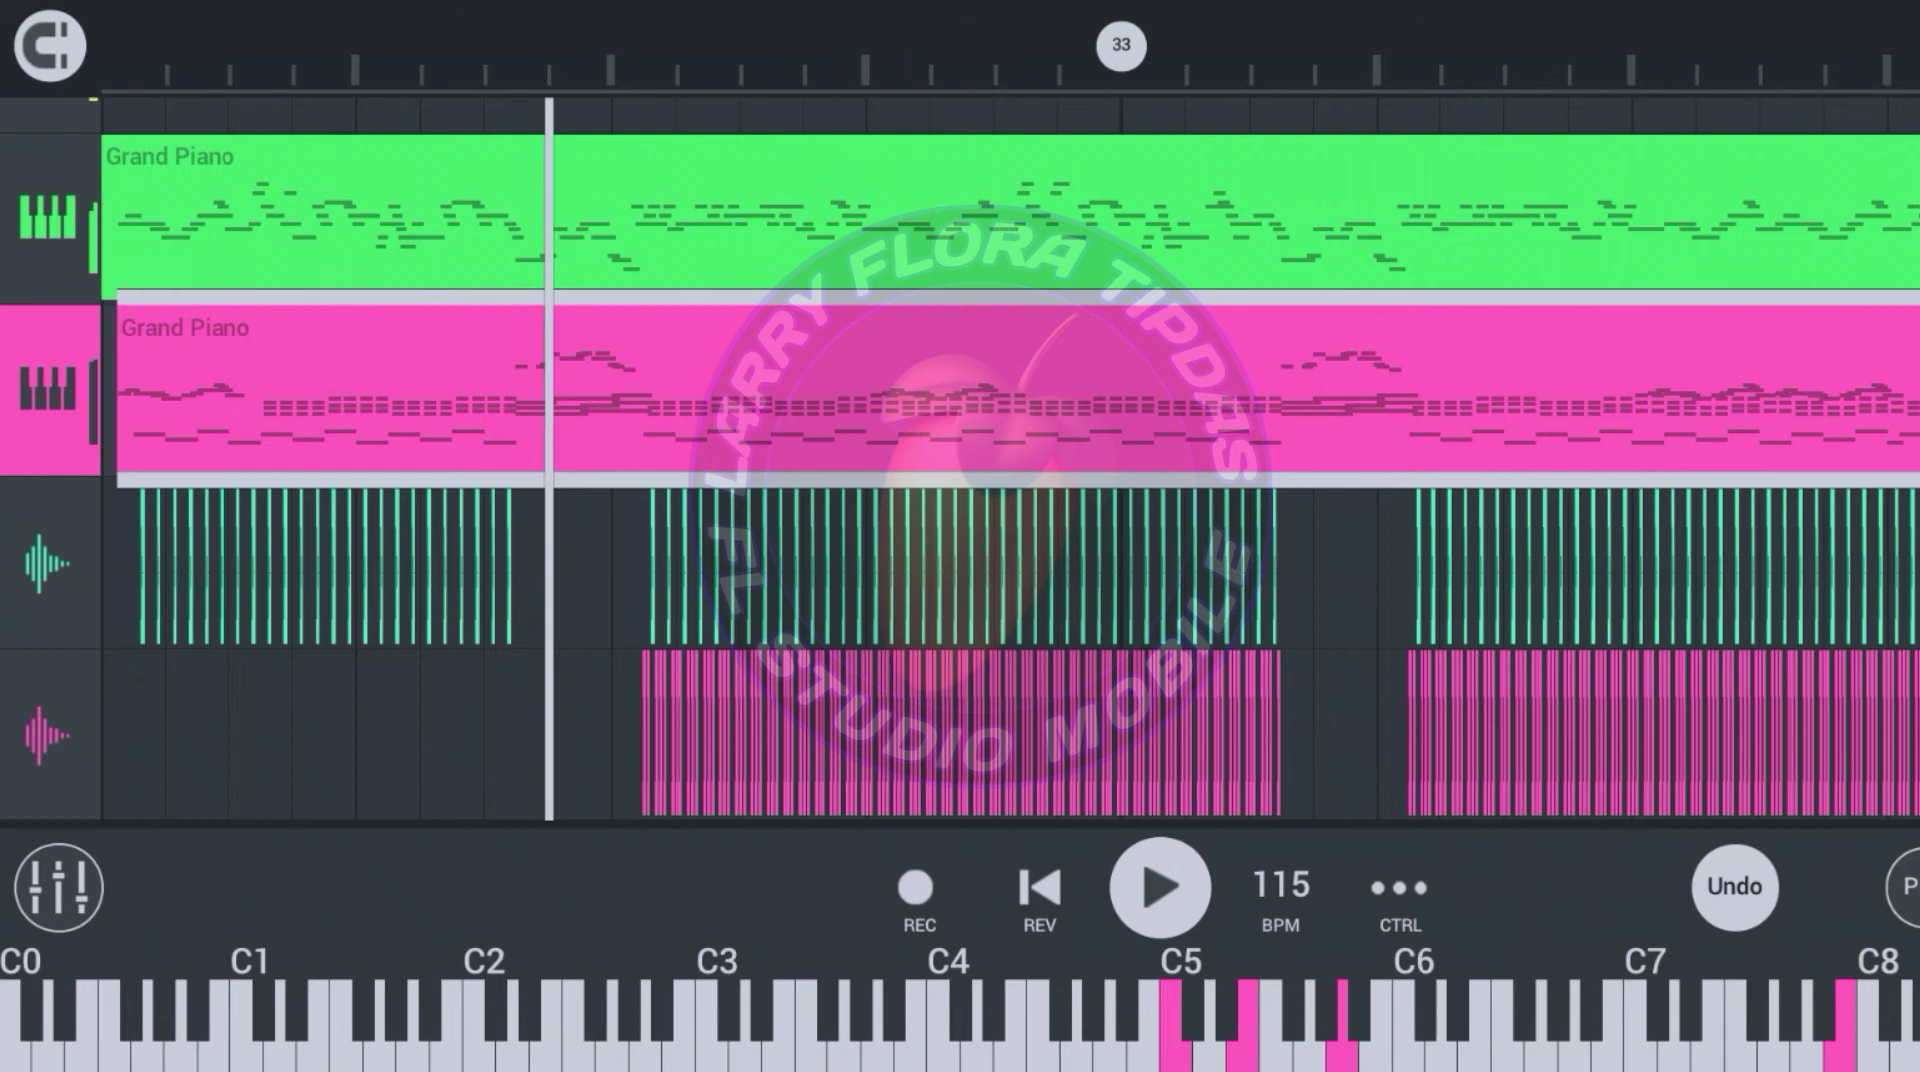 33
Grand Piano
Grand Piano
LARRY FLORA TIPDAS
FL STUDIO MOBILE
115
Undo
P
REC
REV
BPM
CTRL
C0
C1
C2
C3
C4
C5
C6
C7
C8